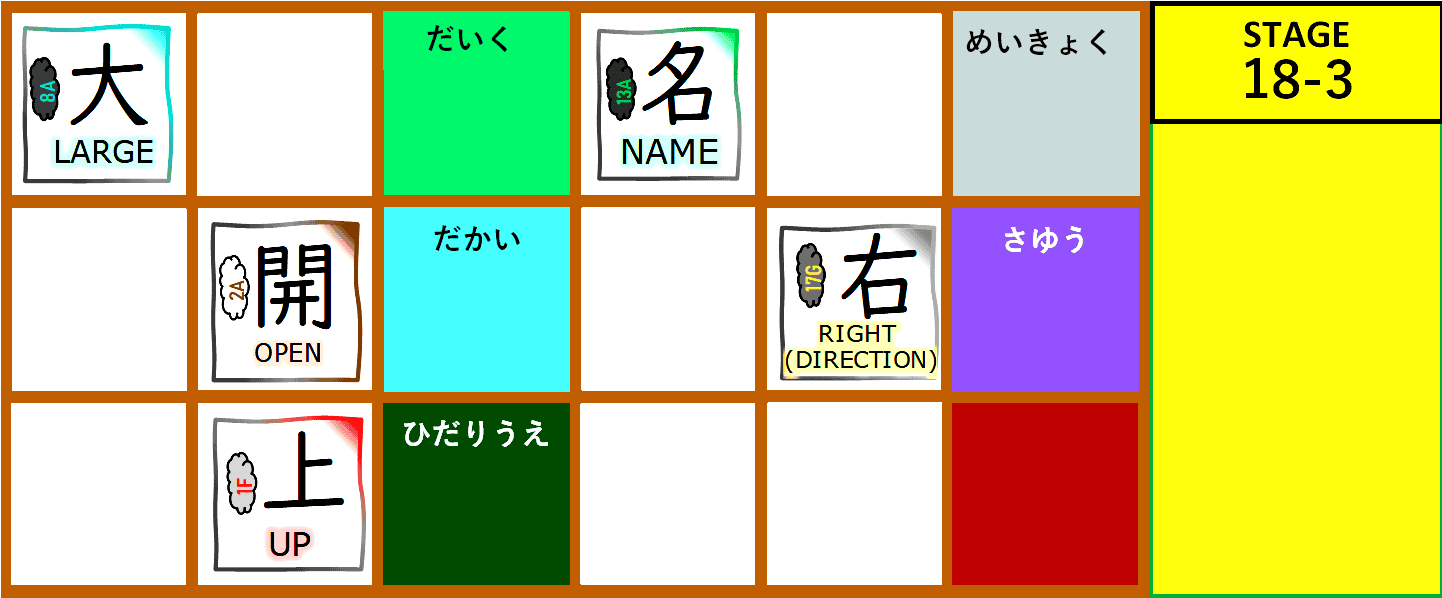 8A
大
LARGE
だいく
13A
名
NAME
めいきょく
STAGE
18-3
2A
開
OPEN
だかい
17G
右
RIGHT
(DIRECTION)
さゆう
1F
上
UP
ひだりうえ